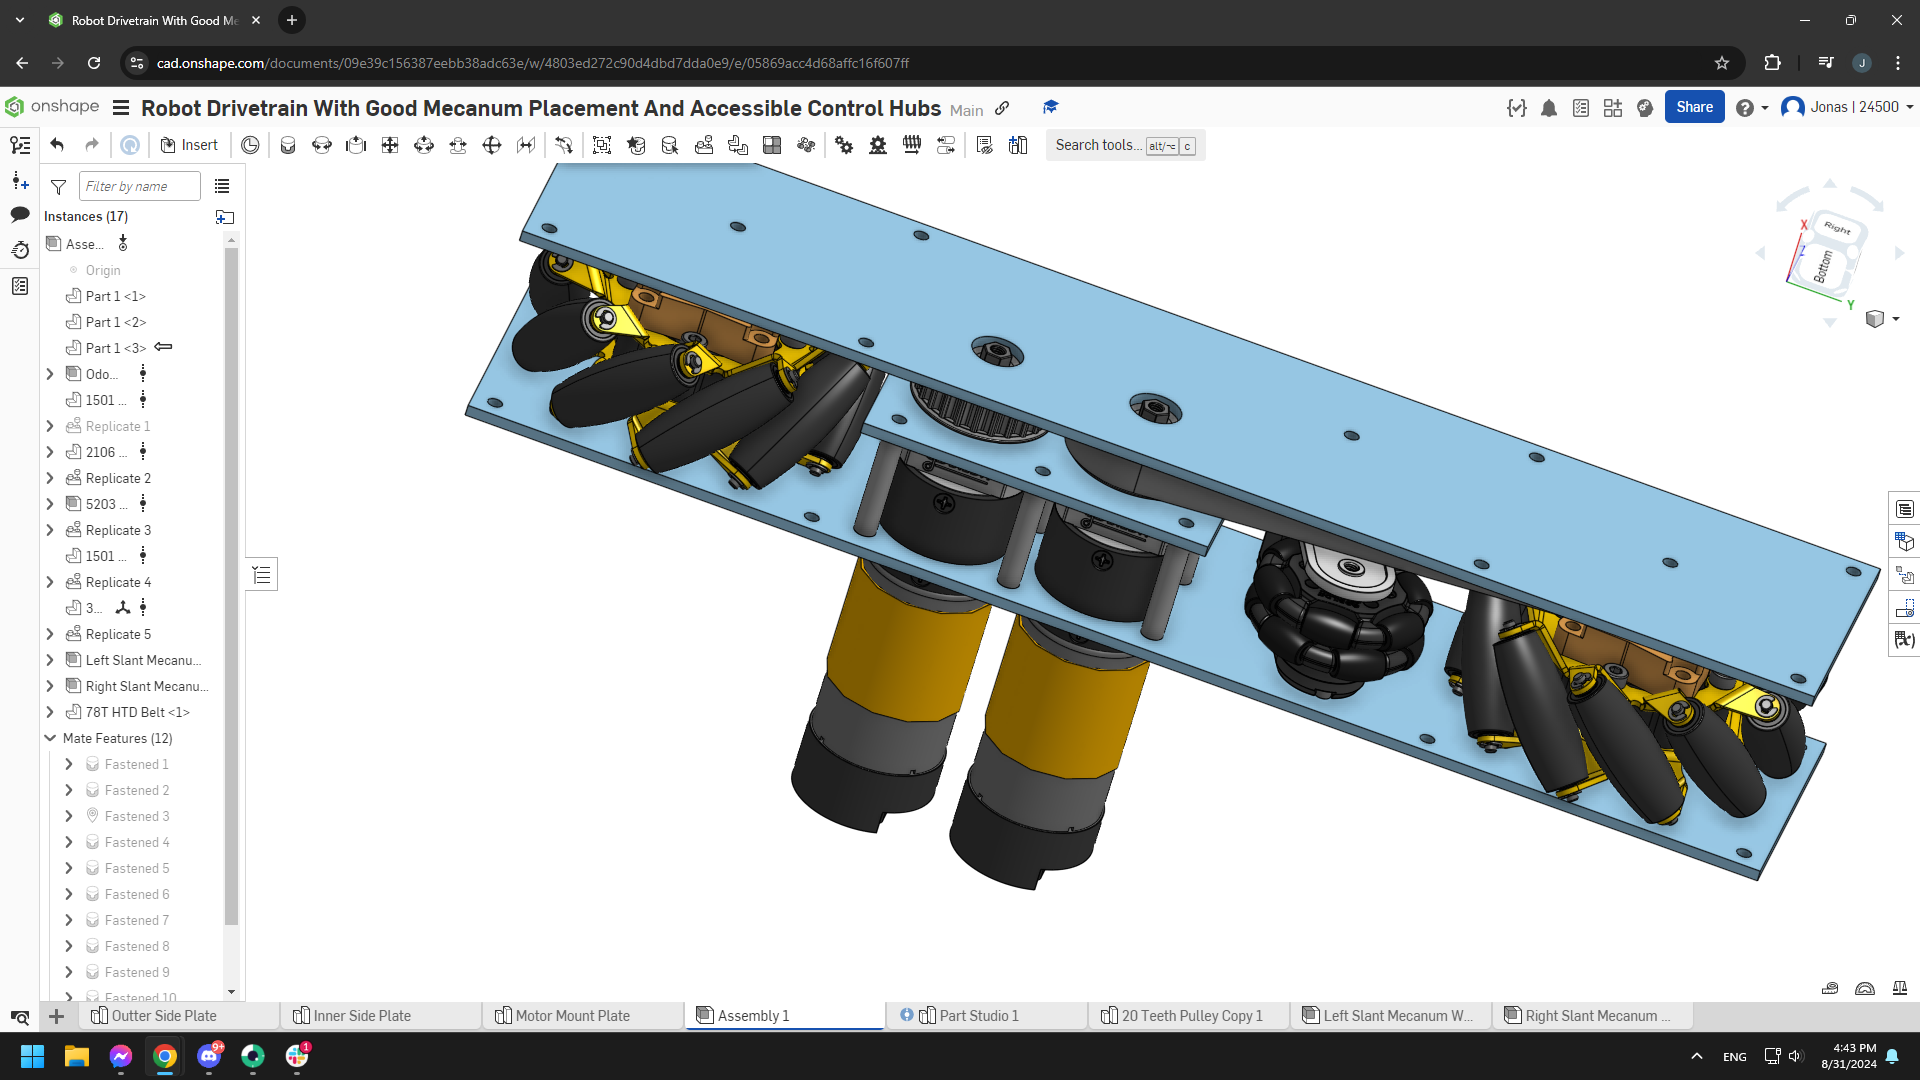 Robot Drivetrain With Good Me
cad.onshape.com/documents/09e39c156387eebb38adc63e/w/4803ed272c90d4dbd7dda0e9/e/05869acc4d68affc16f607ff
J
onshape
Robot Drivetrain With Good Mecanum Placement And Accessible Control Hubs
Main
Share
Jonas | 24500
Insert
Search tools... alt/⌥ c
Filter by name
Instances (17)
Asse...
Origin
Part 1 <1>
Part 1 <2>
Part 1 <3>
Odo...
1501 ...
Replicate 1
2106 ...
Replicate 2
5203 ...
Replicate 3
1501 ...
Replicate 4
3...
Replicate 5
Left Slant Mecanu...
Right Slant Mecanu...
78T HTD Belt <1>
Mate Features (12)
Fastened 1
Fastened 2
Fastened 3
Fastened 4
Fastened 5
Fastened 6
Fastened 7
Fastened 8
Fastened 9
Fastened 10
X
Right
Z
Bottom
Y
Outter Side Plate
Inner Side Plate
Motor Mount Plate
Assembly 1
Part Studio 1
20 Teeth Pulley Copy 1
Left Slant Mecanum W...
Right Slant Mecanum ...
9+
1
ENG
4:43 PM
8/31/2024